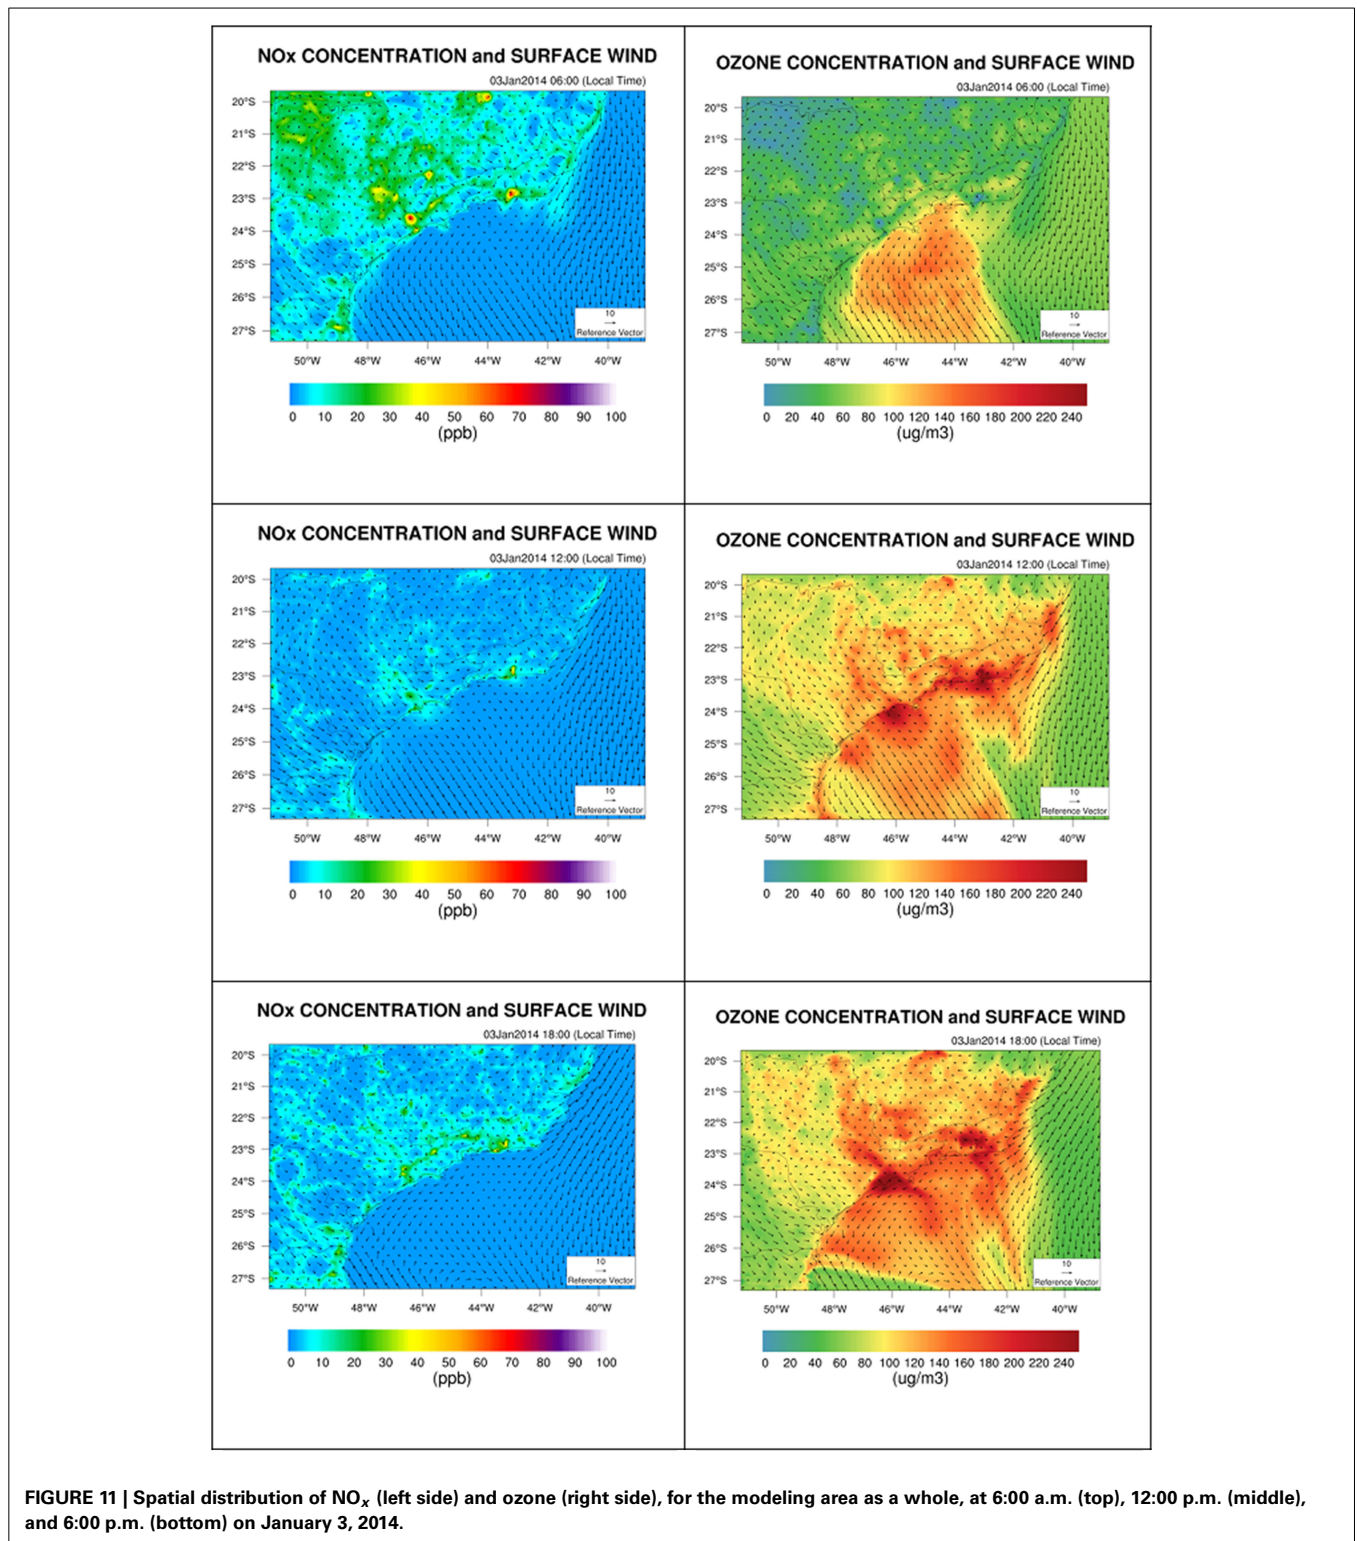 NOx CONCENTRATION and SURFACE WIND
03Jan2014 06:00 (Local Time)
20°S
21°S
22°S
23°S
24°S
25°S
26°S
27°S
10
Reference Vector
50°W 48°W 46°W 44°W 42°W 40°W
0 10 20 30 40 50 60 70 80 90 100
(ppb)
OZONE CONCENTRATION and SURFACE WIND
03Jan2014 06:00 (Local Time)
20°S
21°S
22°S
23°S
24°S
25°S
26°S
27°S
10
Reference Vector
50°W 48°W 46°W 44°W 42°W 40°W
0 20 40 60 80 100 120 140 160 180 200 220 240
(ug/m3)
NOx CONCENTRATION and SURFACE WIND
03Jan2014 12:00 (Local Time)
20°S
21°S
22°S
23°S
24°S
25°S
26°S
27°S
10
Reference Vector
50°W 48°W 46°W 44°W 42°W 40°W
0 10 20 30 40 50 60 70 80 90 100
(ppb)
OZONE CONCENTRATION and SURFACE WIND
03Jan2014 12:00 (Local Time)
20°S
21°S
22°S
23°S
24°S
25°S
26°S
27°S
10
Reference Vector
50°W 48°W 46°W 44°W 42°W 40°W
0 20 40 60 80 100 120 140 160 180 200 220 240
(ug/m3)
NOx CONCENTRATION and SURFACE WIND
03Jan2014 18:00 (Local Time)
20°S
21°S
22°S
23°S
24°S
25°S
26°S
27°S
10
Reference Vector
50°W 48°W 46°W 44°W 42°W 40°W
0 10 20 30 40 50 60 70 80 90 100
(ppb)
OZONE CONCENTRATION and SURFACE WIND
03Jan2014 18:00 (Local Time)
20°S
21°S
22°S
23°S
24°S
25°S
26°S
27°S
10
Reference Vector
50°W 48°W 46°W 44°W 42°W 40°W
0 20 40 60 80 100 120 140 160 180 200 220 240
(ug/m3)
FIGURE 11 | Spatial distribution of NOx (left side) and ozone (right side), for the modeling area as a whole, at 6:00 a.m. (top), 12:00 p.m. (middle),
and 6:00 p.m. (bottom) on January 3, 2014.